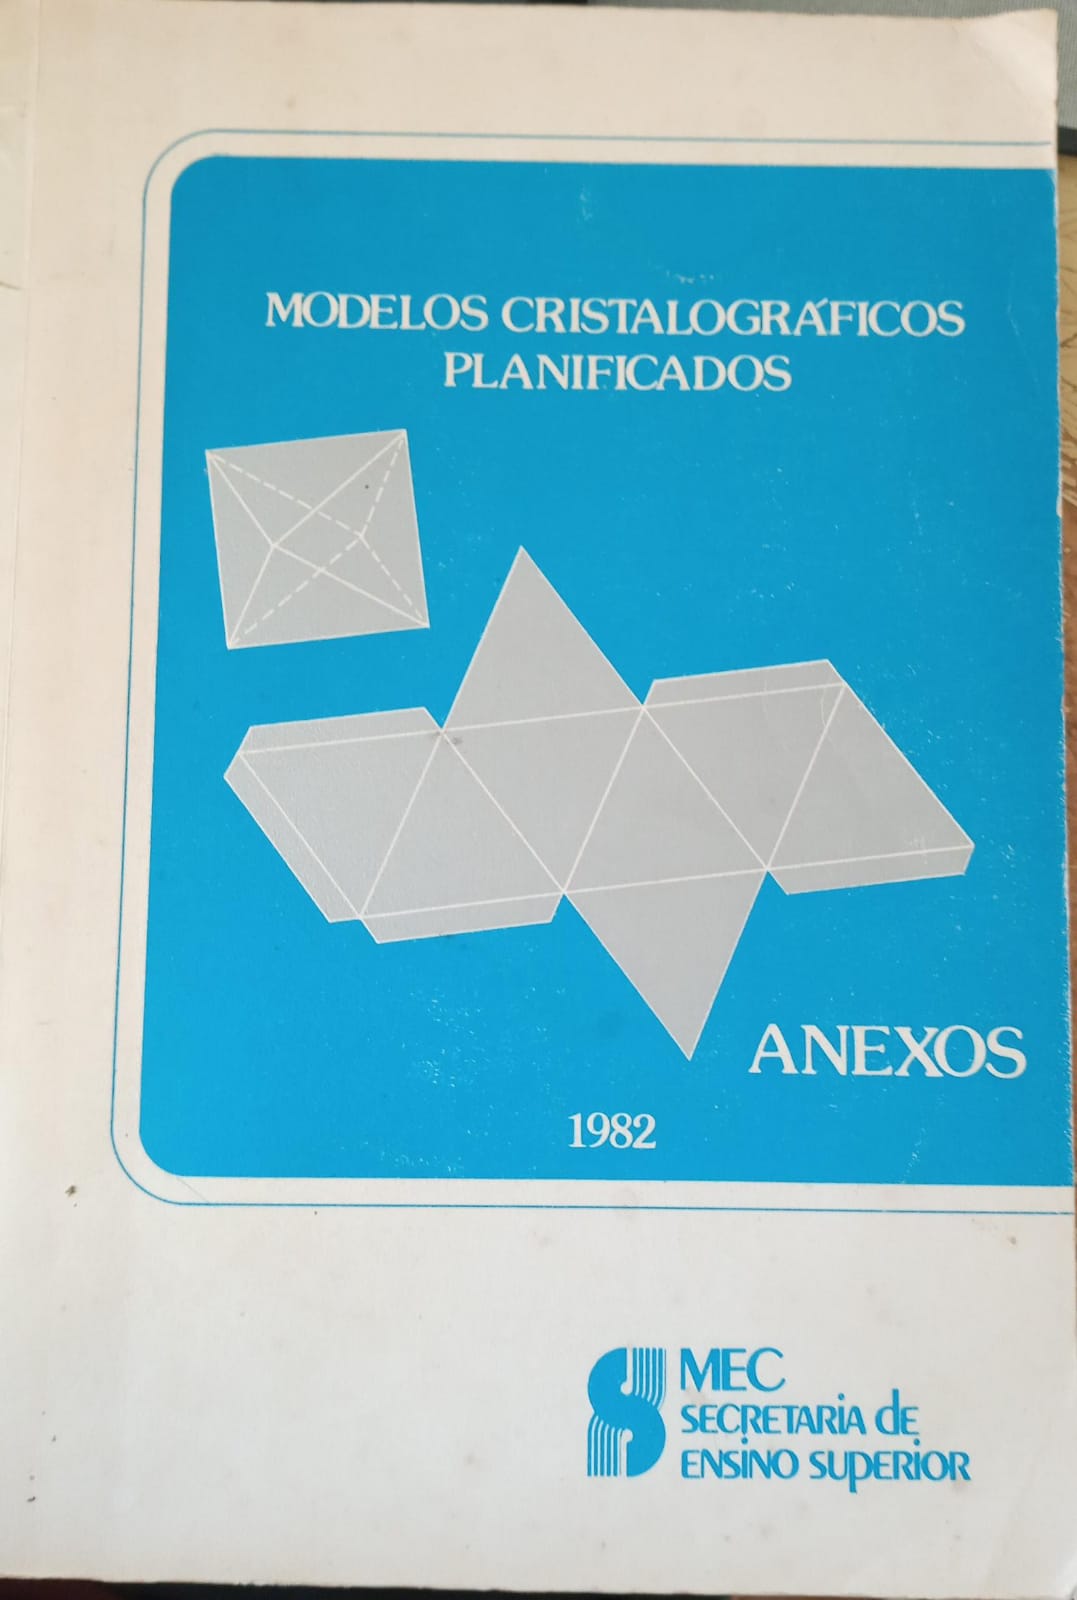 MODELOS CRISTALOGRÁFICOS
PLANIFICADOS
ANEXOS
1982
MEC
SECRETARIA de
ENSINO SUPERIOR